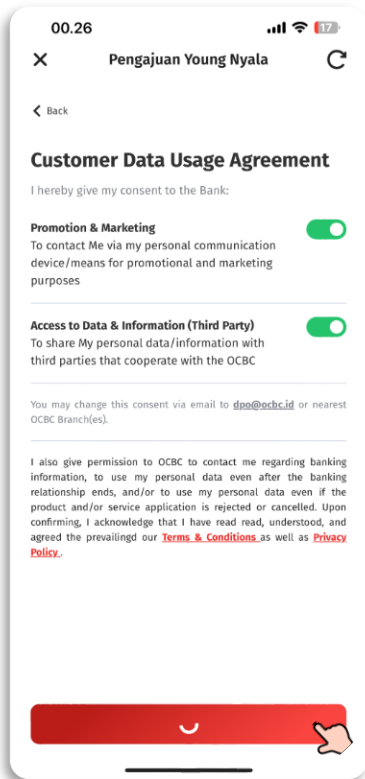 00.26
17
Pengajuan Young Nyala
Back
Customer Data Usage Agreement
I hereby give my consent to the Bank:
Promotion & Marketing
To contact Me via my personal communication
device/means for promotional and marketing
purposes
Access to Data & Information (Third Party)
To share My personal data/information with
third parties that cooperate with the OCBC
You may change this consent via email to dpo@ocbc.id or nearest
OCBC Branch(es).
I also give permission to OCBC to contact me regarding banking
information, to use my personal data even after the banking
relationship ends, and/or to use my personal data even if the
product and/or service application is rejected or cancelled. Upon
confirming, I acknowledge that I have read read, understood, and
agreed the prevailingd our Terms & Conditions as well as Privacy
Policy .